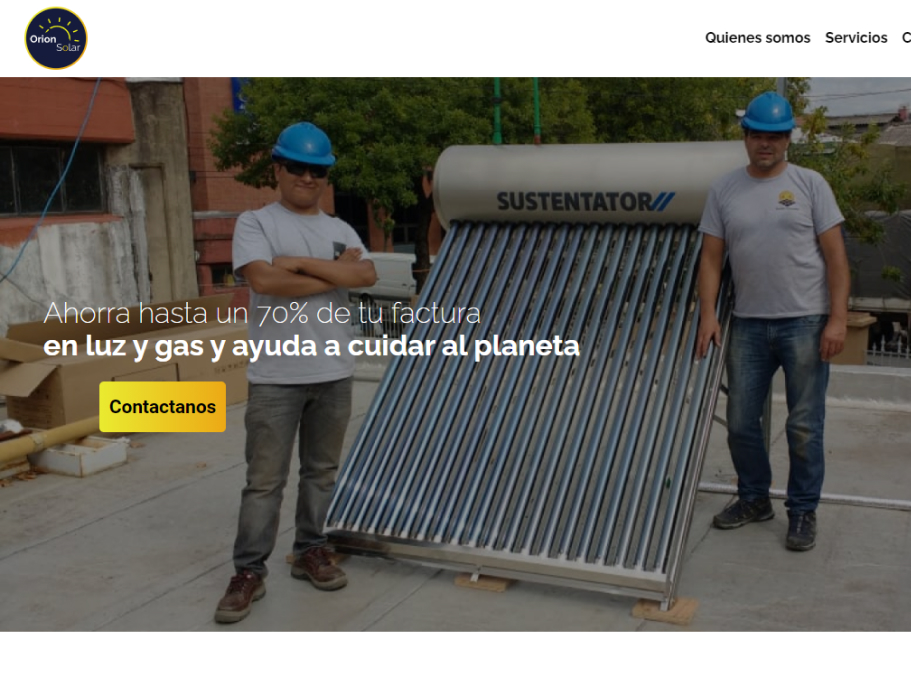 Orion
Solar
Quienes somos
Servicios
C
SUSTENTATOR
Ahorra hasta un 70% de tu factura
en luz y gas y ayuda a cuidar al planeta
Contactanos